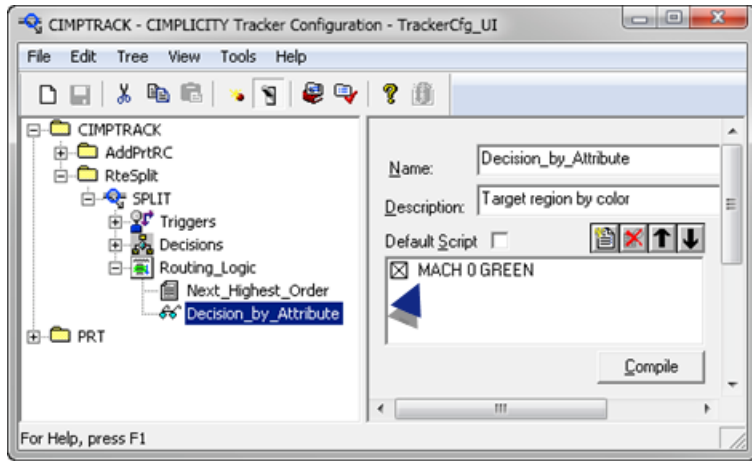 CIMPTRACK - CIMPLICITY Tracker Configuration - TrackerCfg_UI
File Edit Tree View Tools Help
CIMPTRACK
AddPrtRC
RteSplit
SPLIT
Triggers
Decisions
Routing_Logic
Next_Highest_Order
Decision_by_Attribute
PRT
Name: Decision_by_Attribute
Description: Target region by color
Default Script
MACH 0 GREEN
Compile
For Help, press F1